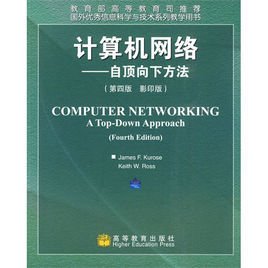 教育部高等教育司推荐
国外优秀信息科学与技术系列教学用书
计算机网络
——自顶向下方法
(第四版 影印版)
COMPUTER NETWORKING
A Top-Down Approach
(Fourth Edition)
James F. Kurose
Keith W. Ross
高等教育出版社
Higher Education Press